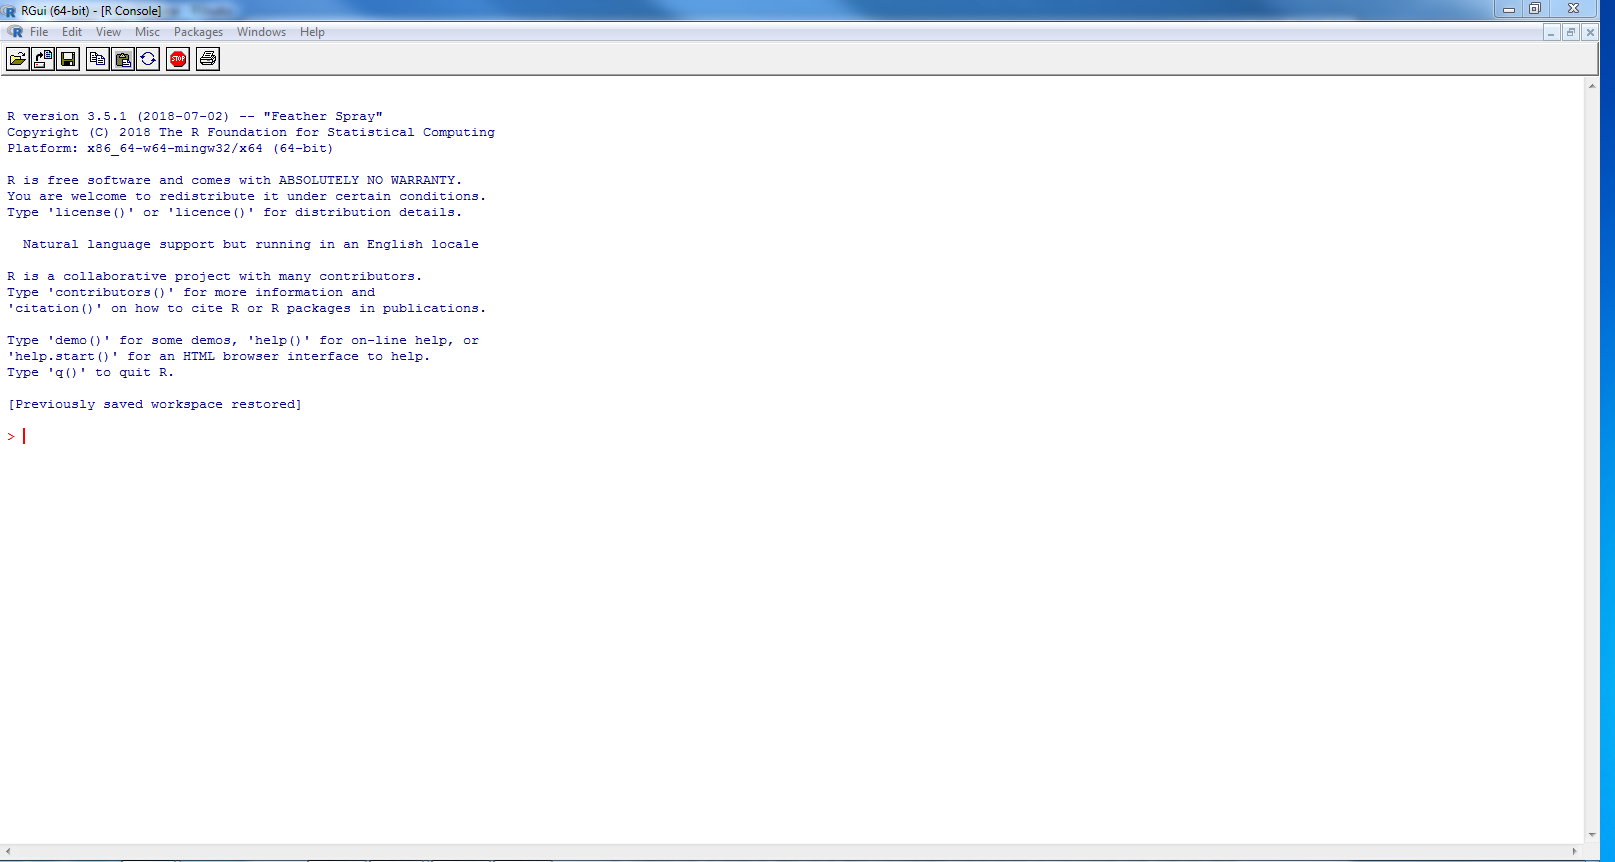 RGui (64-bit) - [R Console]
File Edit View Misc Packages Windows Help
STOP
R version 3.5.1 (2018-07-02) -- "Feather Spray"
Copyright (C) 2018 The R Foundation for Statistical Computing
Platform: x86_64-w64-mingw32/x64 (64-bit)
R is free software and comes with ABSOLUTELY NO WARRANTY.
You are welcome to redistribute it under certain conditions.
Type 'license()' or 'licence()' for distribution details.
Natural language support but running in an English locale
R is a collaborative project with many contributors.
Type 'contributors()' for more information and
'citation()' on how to cite R or R packages in publications.
Type 'demo()' for some demos, 'help()' for on-line help, or
'help.start()' for an HTML browser interface to help.
Type 'q()' to quit R.
[Previously saved workspace restored]
>